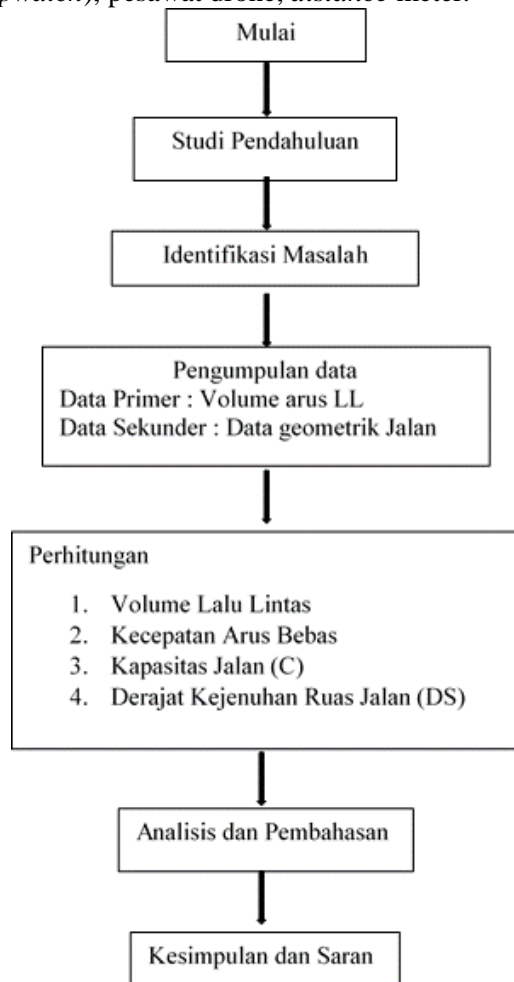 pesawat drone,
meter.
Mulai
Studi Pendahuluan
Identifikasi Masalah
Pengumpulan data
Data Primer : Volume arus LL
Data Sekunder : Data geometrik Jalan
Perhitungan
1. Volume Lalu Lintas
2. Kecepatan Arus Bebas
3. Kapasitas Jalan (C)
4. Derajat Kejenuhan Ruas Jalan (DS)
Analisis dan Pembahasan
Kesimpulan dan Saran